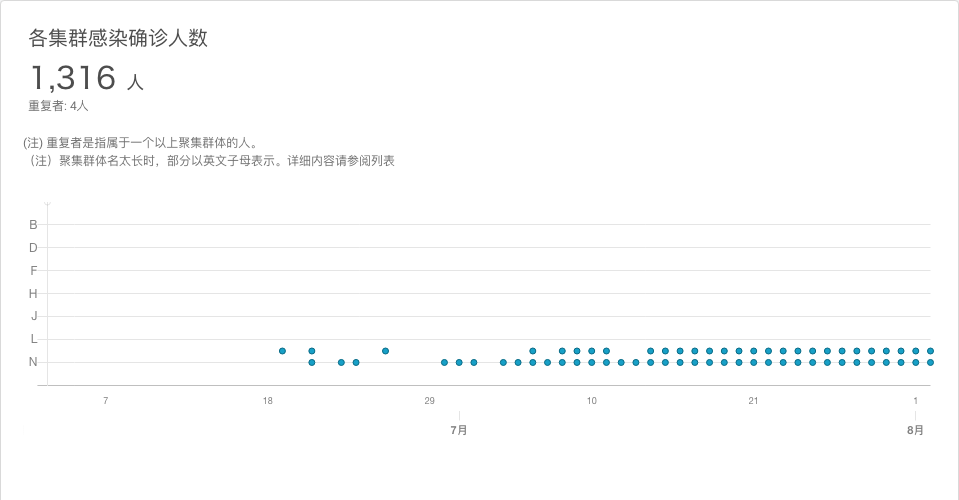 各集群感染确诊人数
1,316 人
重复者: 4人
(注) 重复者是指属于一个以上聚集群体的人。
（注）聚集群体名太长时，部分以英文子母表示。详细内容请参阅列表
B
D
F
H
J
L
N
7 18 29 10 21 1
7月 8月